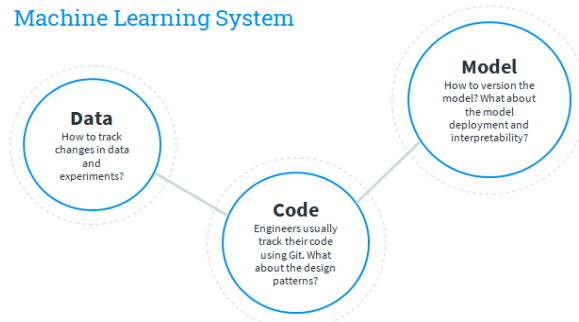 Machine Learning System
Data
How to track
changes in data
and
experiments?
Code
Engineers usually
track their code
using Git. What
about the design
patterns?
Model
How to version the
model? What about
the model
deployment and
interpretability?